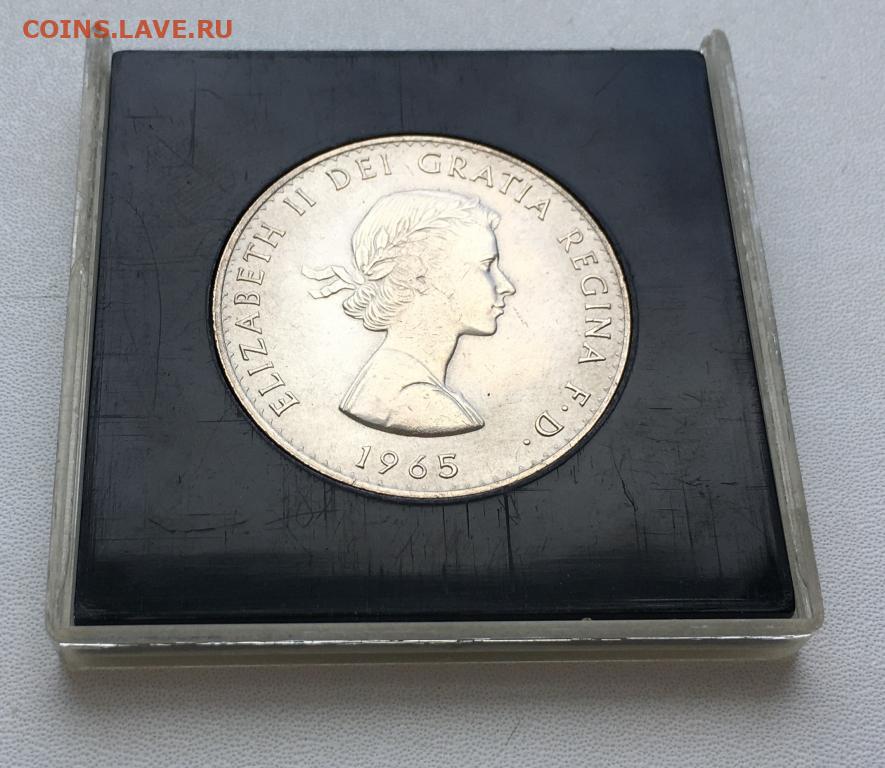 COINS.LAVE.RU
ELIZABETH II DEI GRATIA REGINA F·D·
1965